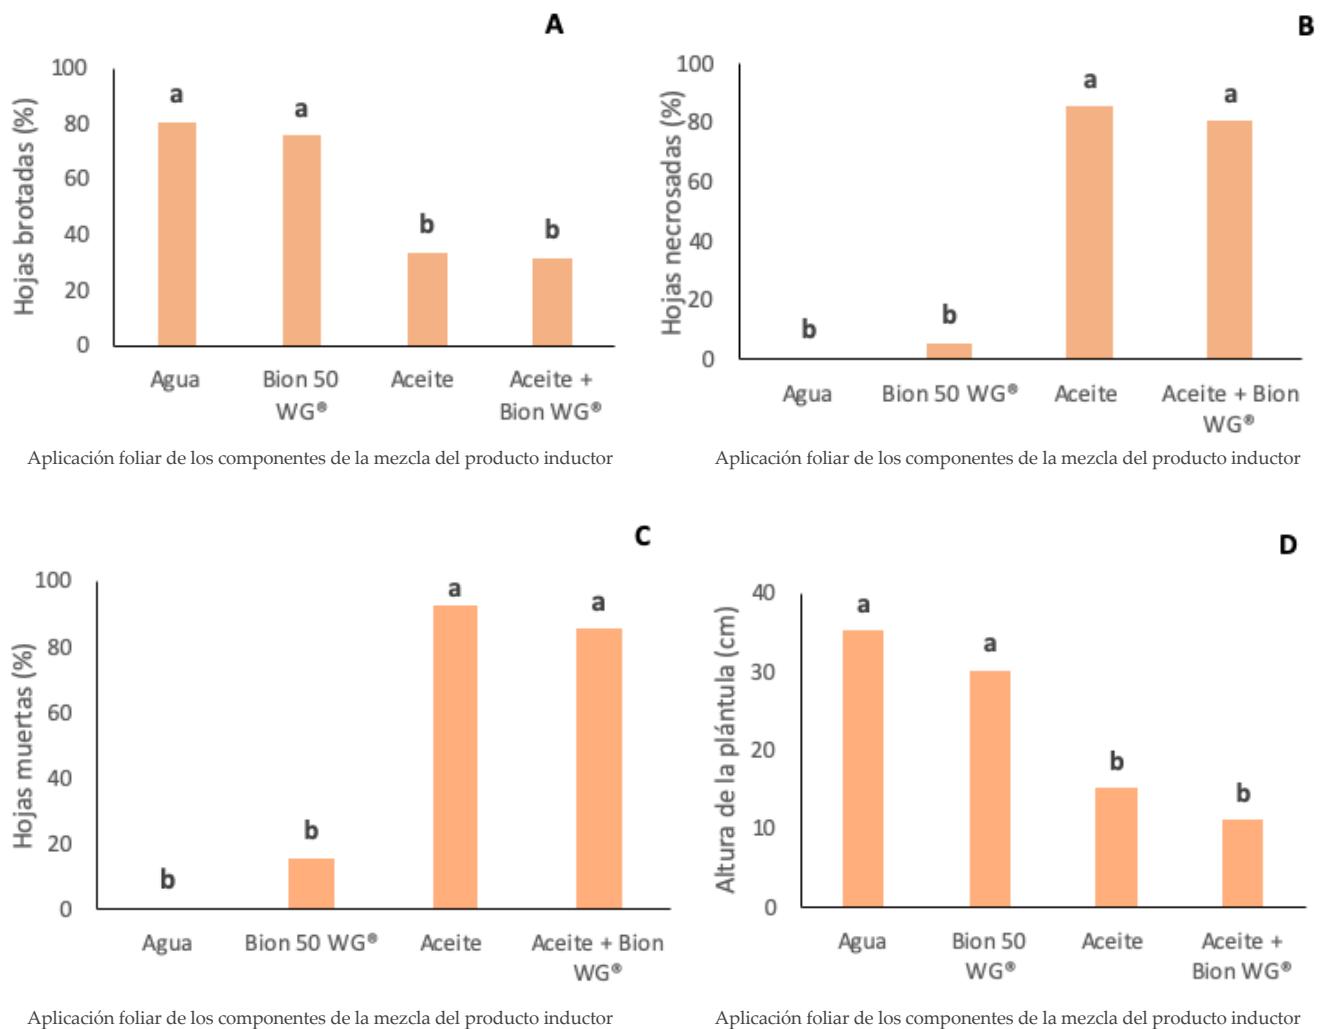 A
Hojas brotadas (%)
100
80
60
40
20
0
a
a
b
b
Agua
Bion 50
WG®
Aceite
Aceite +
Bion WG®
Aplicación foliar de los componentes de la mezcla del producto inductor
B
Hojas necrosadas (%)
100
80
60
40
20
0
b
b
a
a
Agua
Bion 50 WG®
Aceite
Aceite + Bion
WG®
Aplicación foliar de los componentes de la mezcla del producto inductor
C
Hojas muertas (%)
100
80
60
40
20
0
b
b
a
a
Agua
Bion 50 WG®
Aceite
Aceite + Bion
WG®
Aplicación foliar de los componentes de la mezcla del producto inductor
D
Altura de la plántula (cm)
40
30
20
10
0
a
a
b
b
Agua
Bion 50
WG®
Aceite
Aceite +
Bion WG®
Aplicación foliar de los componentes de la mezcla del producto inductor